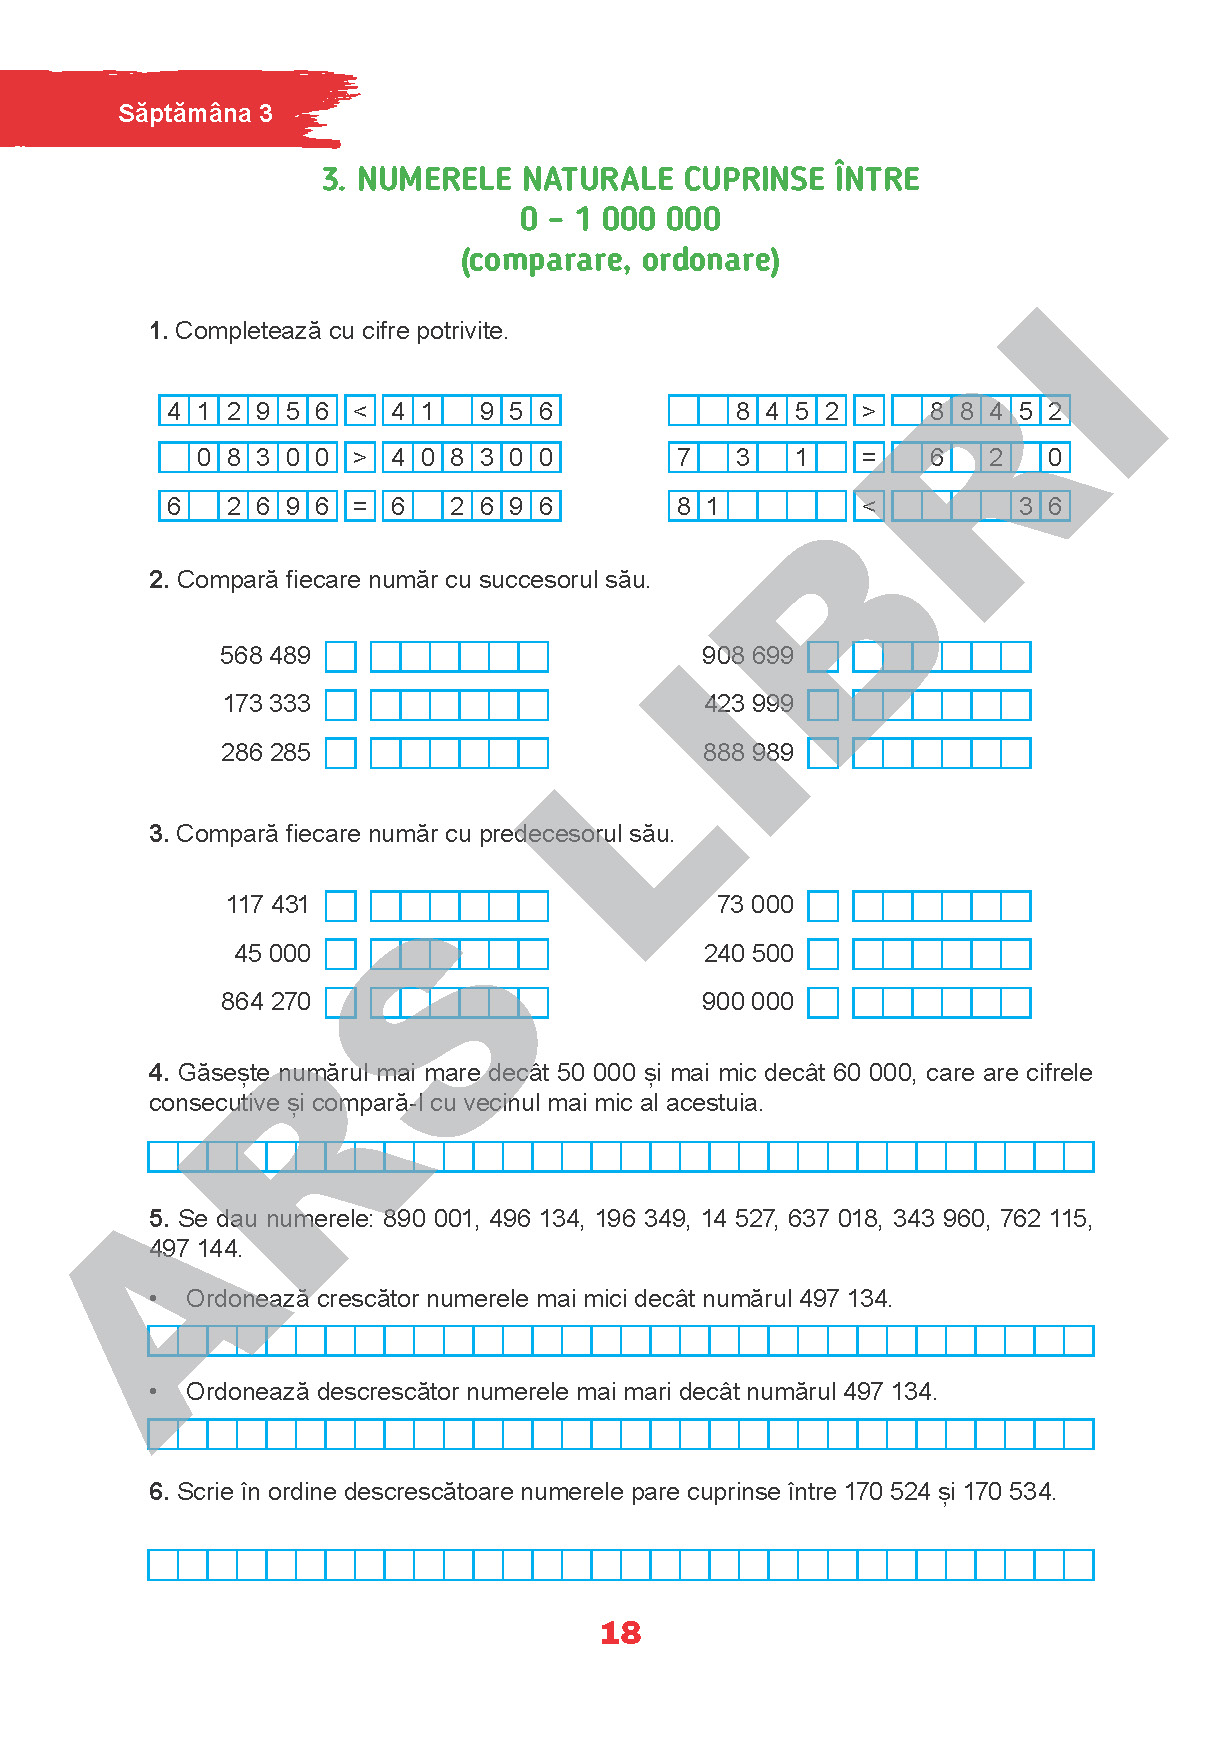 Săptămâna 3
3. NUMERELE NATURALE CUPRINSE ÎNTRE
0 – 1 000 000
(comparare, ordonare)
1. Completează cu cifre potrivite.
4 1 2 9 5 6 < 4 1 9 5 6
8 4 5 2 > 8 8 4 5 2
0 8 3 0 0 > 4 0 8 3 0 0
7 3 1 = 6 2 0
6 2 6 9 6 = 6 2 6 9 6
8 1 < 3 6
2. Compară fiecare număr cu succesorul său.
568 489
908 699
173 333
423 999
286 285
888 989
3. Compară fiecare număr cu predecesorul său.
117 431
73 000
45 000
240 500
864 270
900 000
4. Găsește numărul mai mare decât 50 000 și mai mic decât 60 000, care are cifrele
consecutive și compară-l cu vecinul mai mic al acestuia.
5. Se dau numerele: 890 001, 496 134, 196 349, 14 527, 637 018, 343 960, 762 115,
497 144.
• Ordonează crescător numerele mai mici decât numărul 497 134.
• Ordonează descrescător numerele mai mari decât numărul 497 134.
6. Scrie în ordine descrescătoare numerele pare cuprinse între 170 524 și 170 534.
18
ARS LIBRI